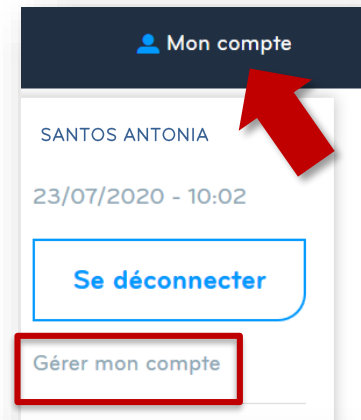 Mon compte
SANTOS ANTONIA
23/07/2020 - 10:02
Se déconnecter
Gérer mon compte